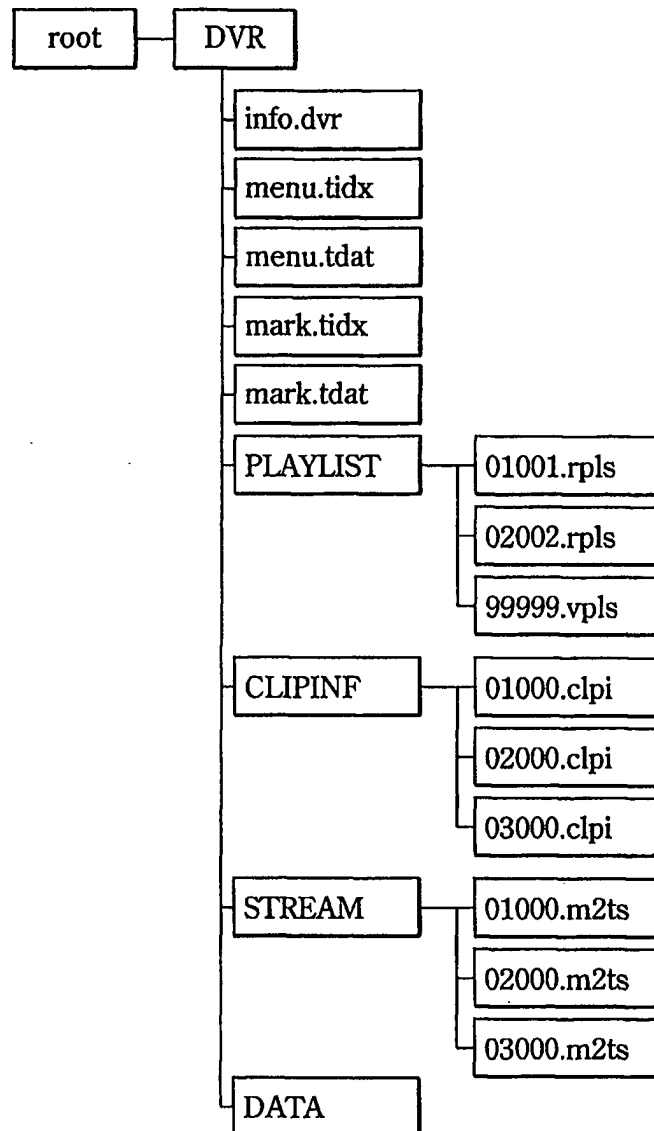 root
DVR
info.dvr
menu.tidx
menu.tdat
mark.tidx
mark.tdat
PLAYLIST
01001.rpls
02002.rpls
99999.vpls
CLIPINF
01000.clpi
02000.clpi
03000.clpi
STREAM
01000.m2ts
02000.m2ts
03000.m2ts
DATA